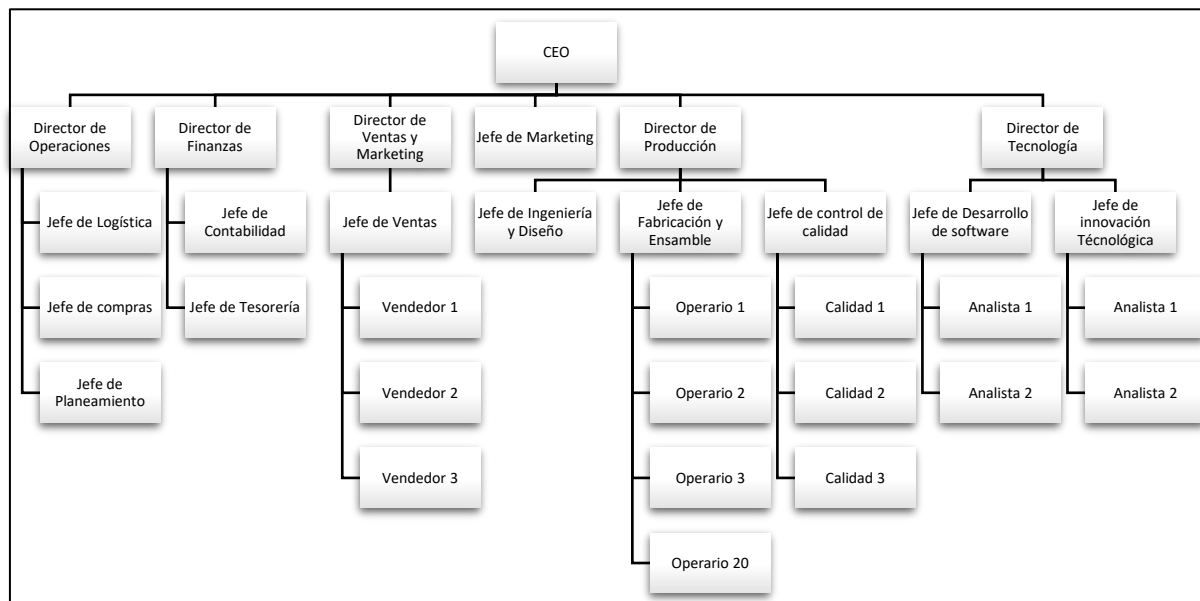 CEO
Director de
Operaciones
Director de
Finanzas
Director de
Ventas y
Marketing
Jefe de Marketing
Director de
Producción
Director de
Tecnología
Jefe de Logística
Jefe de
Contabilidad
Jefe de Ventas
Jefe de Ingeniería
y Diseño
Jefe de
Fabricación y
Ensamble
Jefe de control de
calidad
Jefe de Desarrollo
de software
Jefe de
innovación
Técnológica
Jefe de compras
Jefe de Tesorería
Vendedor 1
Operario 1
Calidad 1
Analista 1
Analista 1
Jefe de
Planeamiento
Vendedor 2
Operario 2
Calidad 2
Analista 2
Analista 2
Vendedor 3
Operario 3
Calidad 3
Operario 20